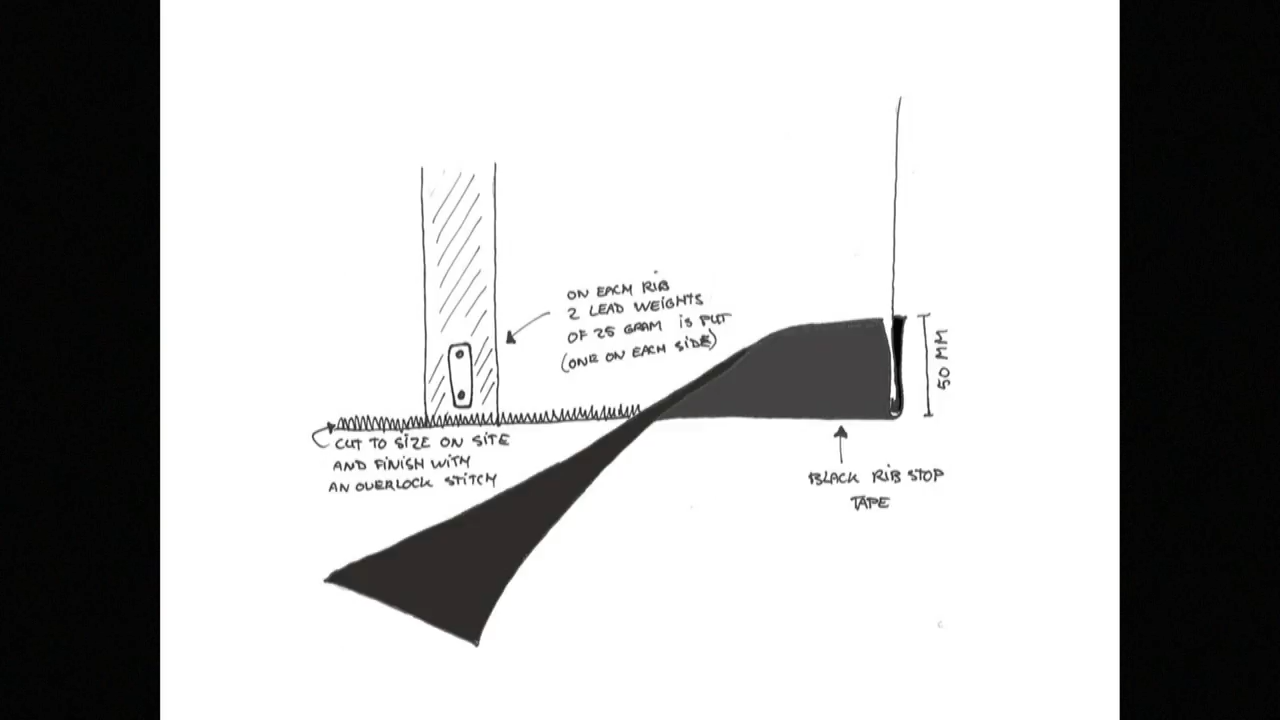 ON EACH RIB
2 LEAD WEIGHTS
OF 25 GRAM IS PUT
(ONE ON EACH SIDE)
50 MM
CUT TO SIZE ON SITE
AND FINISH WITH
AN OVERLOCK STITCH
BLACK RIB STOP
TAPE